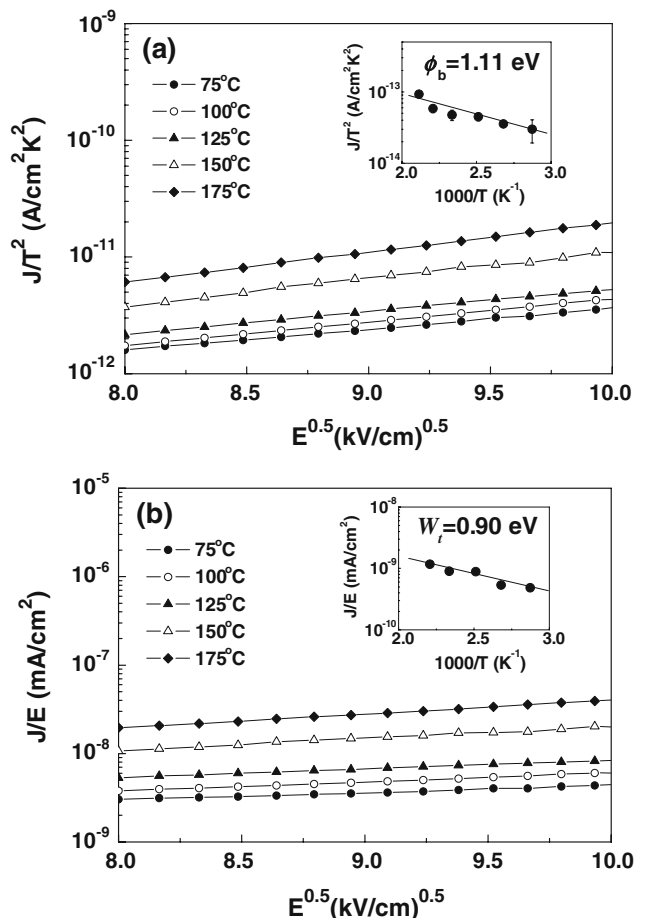 (a)
ϕb=1.11 eV
J/T² (A/cm²K²)
10⁻¹³
10⁻¹⁴
2.0 2.5 3.0
1000/T (K⁻¹)
75°C
100°C
125°C
150°C
175°C
J/T² (A/cm²K²)
10⁻⁹
10⁻¹⁰
10⁻¹¹
10⁻¹²
8.0 8.5 9.0 9.5 10.0
E⁰·⁵(kV/cm)⁰·⁵
(b)
Wt=0.90 eV
J/E (mA/cm²)
10⁻⁸
10⁻⁹
10⁻¹⁰
2.0 2.5 3.0
1000/T (K⁻¹)
75°C
100°C
125°C
150°C
175°C
J/E (mA/cm²)
10⁻⁵
10⁻⁶
10⁻⁷
10⁻⁸
10⁻⁹
8.0 8.5 9.0 9.5 10.0
E⁰·⁵(kV/cm)⁰·⁵